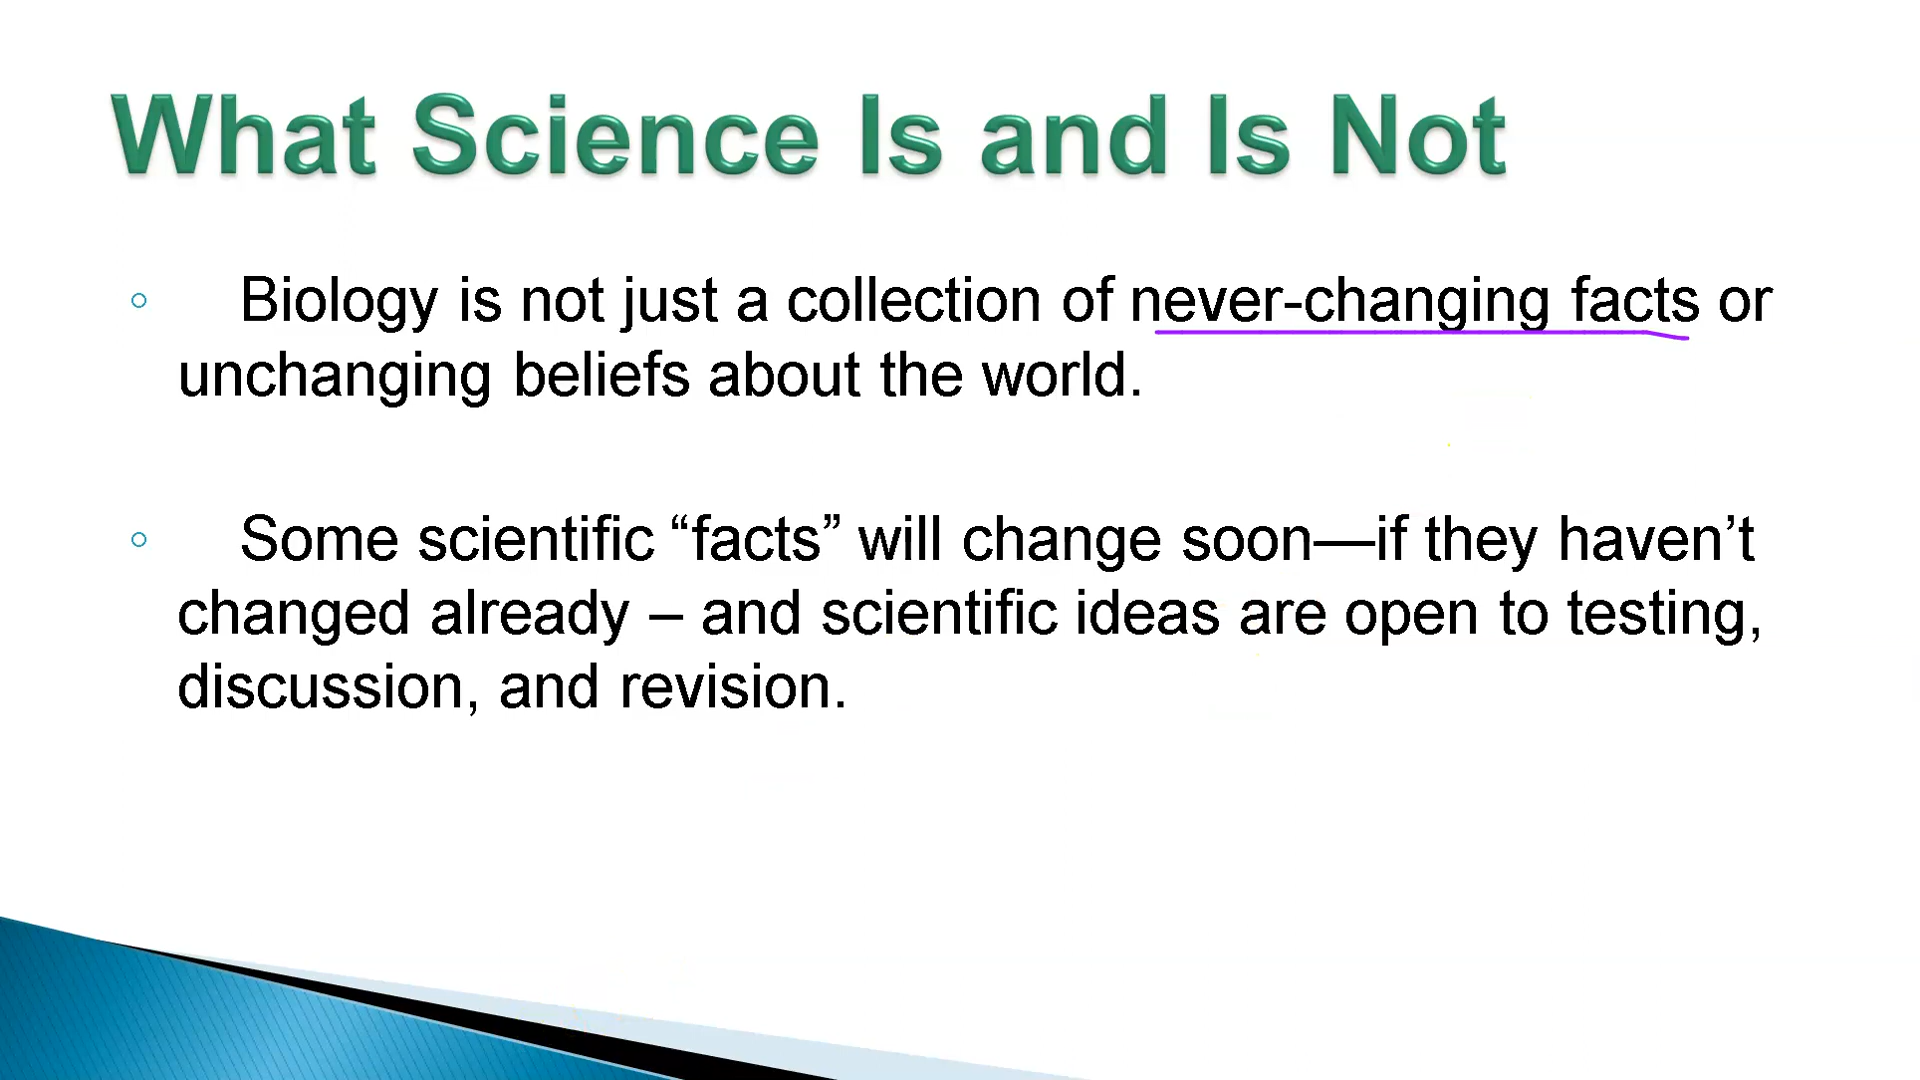 What Science Is and Is Not
◦ Biology is not just a collection of never-changing facts or
unchanging beliefs about the world.
◦ Some scientific “facts” will change soon—if they haven’t
changed already – and scientific ideas are open to testing,
discussion, and revision.